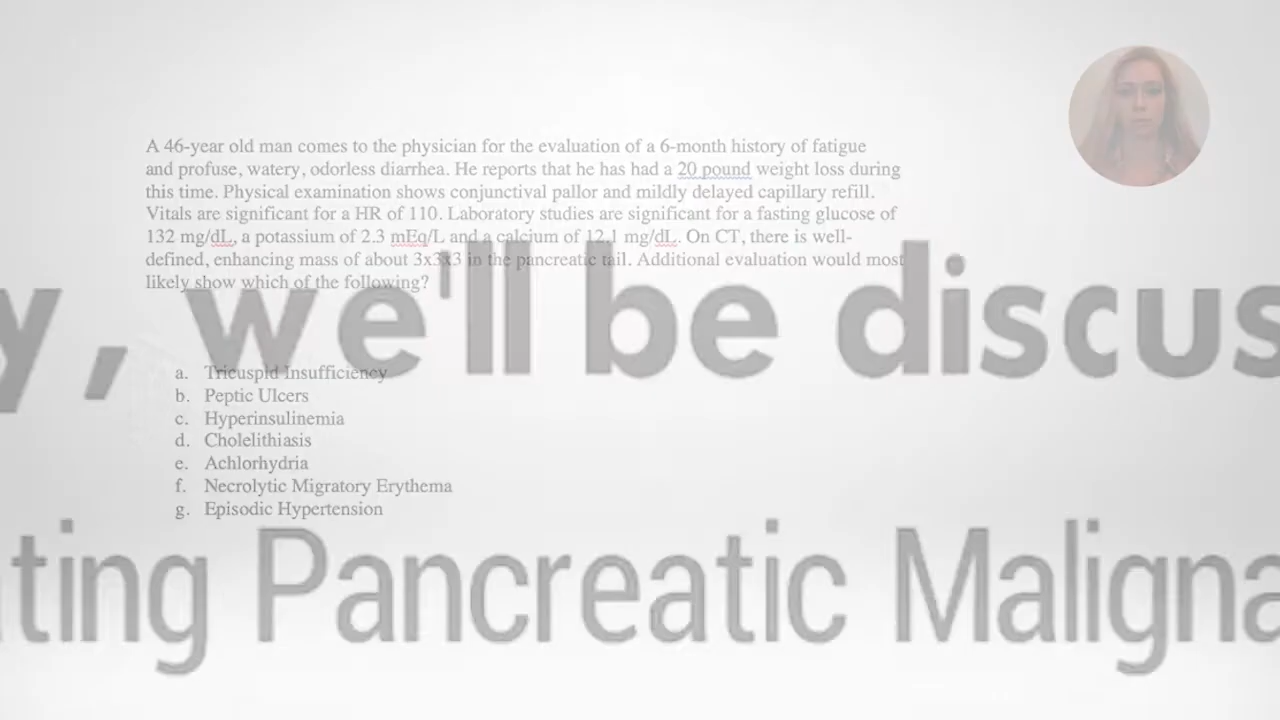 A 46-year old man comes to the physician for the evaluation of a 6-month history of fatigue
and profuse, watery, odorless diarrhea. He reports that he has had a 20 pound weight loss during
this time. Physical examination shows conjunctival pallor and mildly delayed capillary refill.
Vitals are significant for a HR of 110. Laboratory studies are significant for a fasting glucose of
132 mg/dL, a potassium of 2.3 mEq/L and a calcium of 12.1 mg/dL. On CT, there is well-
defined, enhancing mass of about 3x3x3 in the pancreatic tail. Additional evaluation would most
likely show which of the following?
y, we'll be discus
a. Tricuspid Insufficiency
b. Peptic Ulcers
c. Hyperinsulinemia
d. Cholelithiasis
e. Achlorhydria
f. Necrolytic Migratory Erythema
g. Episodic Hypertension
ting Pancreatic Maligna